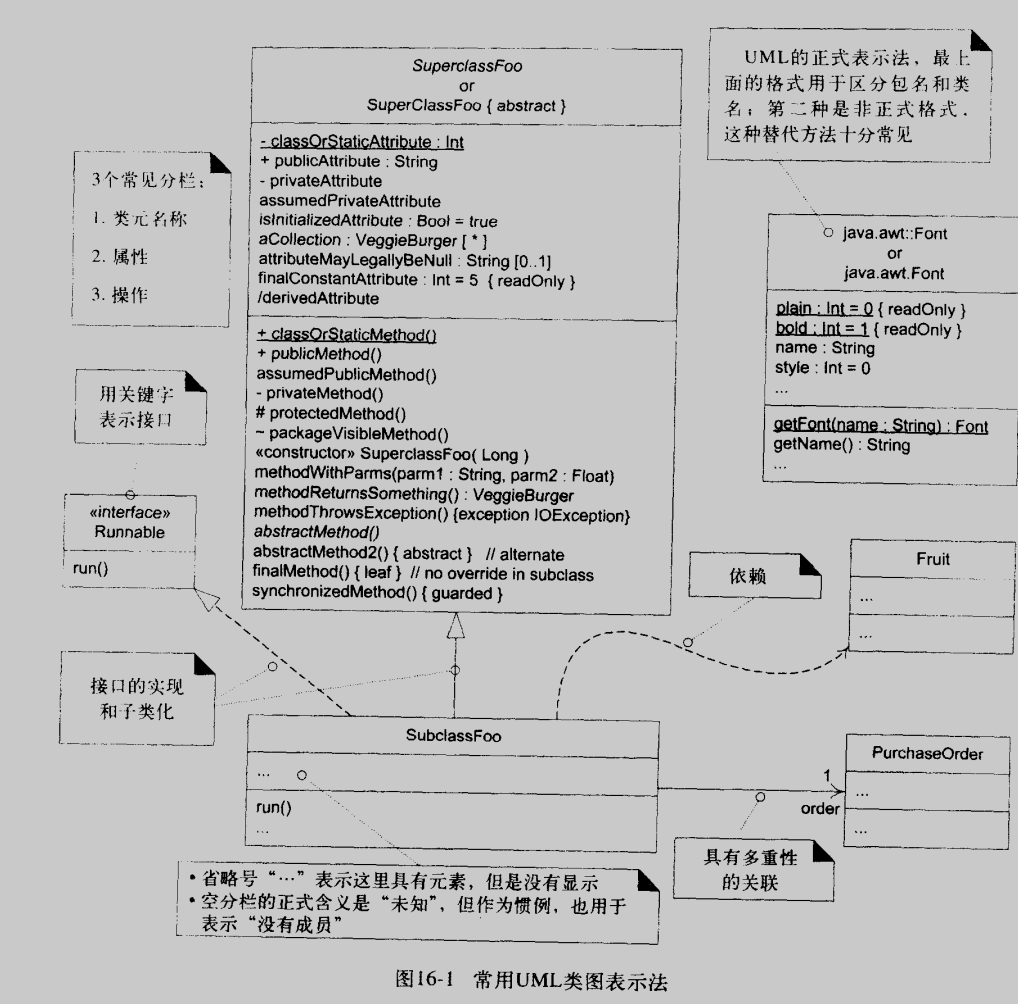 SuperclassFoo
or
SuperClassFoo { abstract }
- classOrStaticAttribute : Int
+ publicAttribute : String
- privateAttribute
assumedPrivateAttribute
isInitializedAttribute : Bool = true
aCollection : VeggieBurger [ * ]
attributeMayLegallyBeNull : String [0..1]
finalConstantAttribute : Int = 5 { readOnly }
/derivedAttribute
+ classOrStaticMethod()
+ publicMethod()
assumedPublicMethod()
- privateMethod()
# protectedMethod()
~ packageVisibleMethod()
«constructor» SuperclassFoo( Long )
methodWithParms(parm1 : String, parm2 : Float)
methodReturnsSomething() : VeggieBurger
methodThrowsException() {exception IOException}
abstractMethod()
abstractMethod2() { abstract } // alternate
finalMethod() { leaf } // no override in subclass
synchronizedMethod() { guarded }
3个常见分栏：
1. 类元名称
2. 属性
3. 操作
用关键字
表示接口
«interface»
Runnable
run()
接口的实现
和子类化
UML的正式表示法，最上
面的格式用于区分包名和类
名；第二种是非正式格式，
这种替代方法十分常见
java.awt::Font
or
java.awt.Font
plain : Int = 0 { readOnly }
bold : Int = 1 { readOnly }
name : String
style : Int = 0
...
getFont(name : String) : Font
getName() : String
...
依赖
Fruit
...
...
SubclassFoo
...
run()
...
1
order
PurchaseOrder
...
...
具有多重性
的关联
• 省略号“…”表示这里具有元素，但是没有显示
• 空分栏的正式含义是“未知”，但作为惯例，也用于
表示“没有成员”
图16-1 常用UML类图表示法